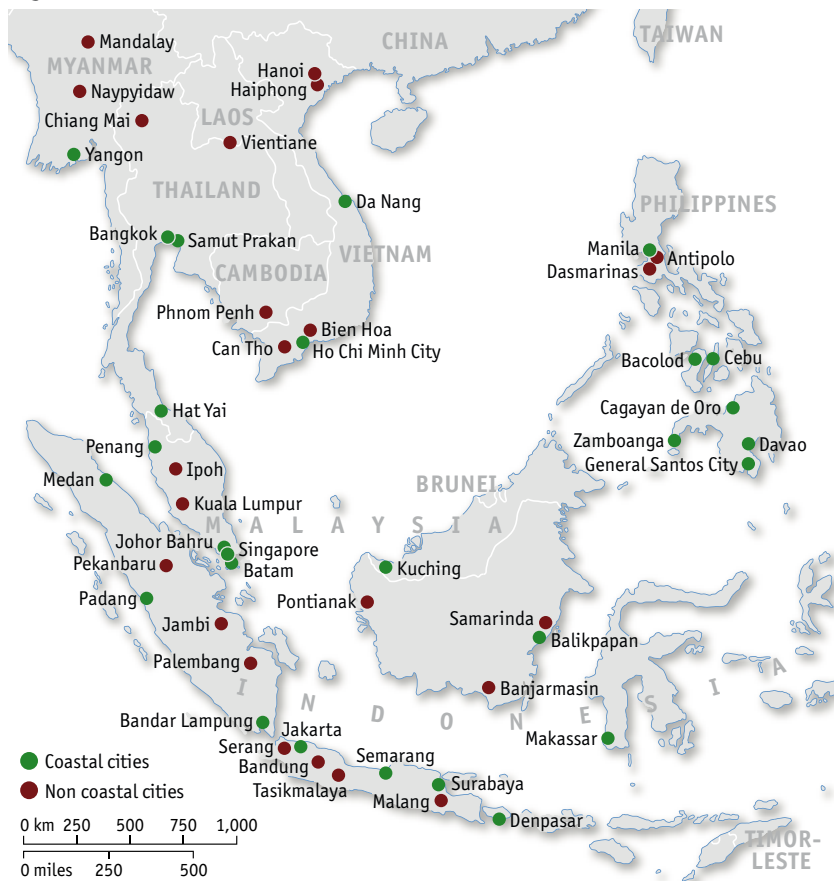 CHINA
TAIWAN
Mandalay
MYANMAR
Hanoi
Haiphong
Naypyidaw
LAOS
Chiang Mai
Vientiane
Yangon
THAILAND
Da Nang
PHILIPPINES
Bangkok
Samut Prakan
VIETNAM
Manila
Antipolo
Dasmarinas
CAMBODIA
Phnom Penh
Bien Hoa
Can Tho
Ho Chi Minh City
Bacolod
Cebu
Hat Yai
Cagayan de Oro
Penang
Zamboanga
Davao
Ipoh
General Santos City
Medan
BRUNEI
Kuala Lumpur
MALAYSIA
Johor Bahru
Singapore
Pekanbaru
Batam
Kuching
Padang
Pontianak
Jambi
Samarinda
Balikpapan
Palembang
Banjarmasin
INDONESIA
Bandar Lampung
Jakarta
Makassar
Serang
Semarang
Coastal cities
Bandung
Tasikmalaya
Surabaya
Non coastal cities
Malang
Denpasar
0 km 250 500 750 1,000
TIMOR-
LESTE
0 miles 250 500